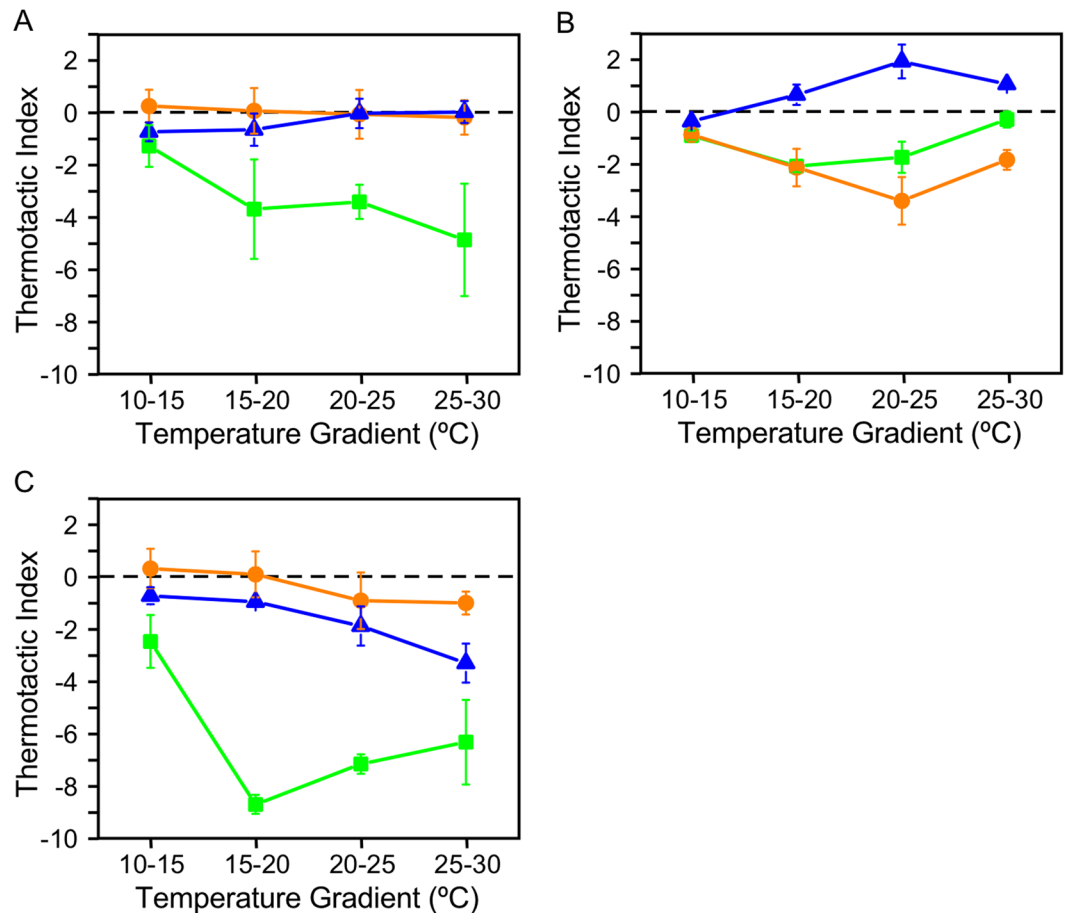 A
Thermotactic Index
2
0
-2
-4
-6
-8
-10
10-15 15-20 20-25 25-30
Temperature Gradient (ºC)
B
Thermotactic Index
2
0
-2
-4
-6
-8
-10
10-15 15-20 20-25 25-30
Temperature Gradient (ºC)
C
Thermotactic Index
2
0
-2
-4
-6
-8
-10
10-15 15-20 20-25 25-30
Temperature Gradient (ºC)